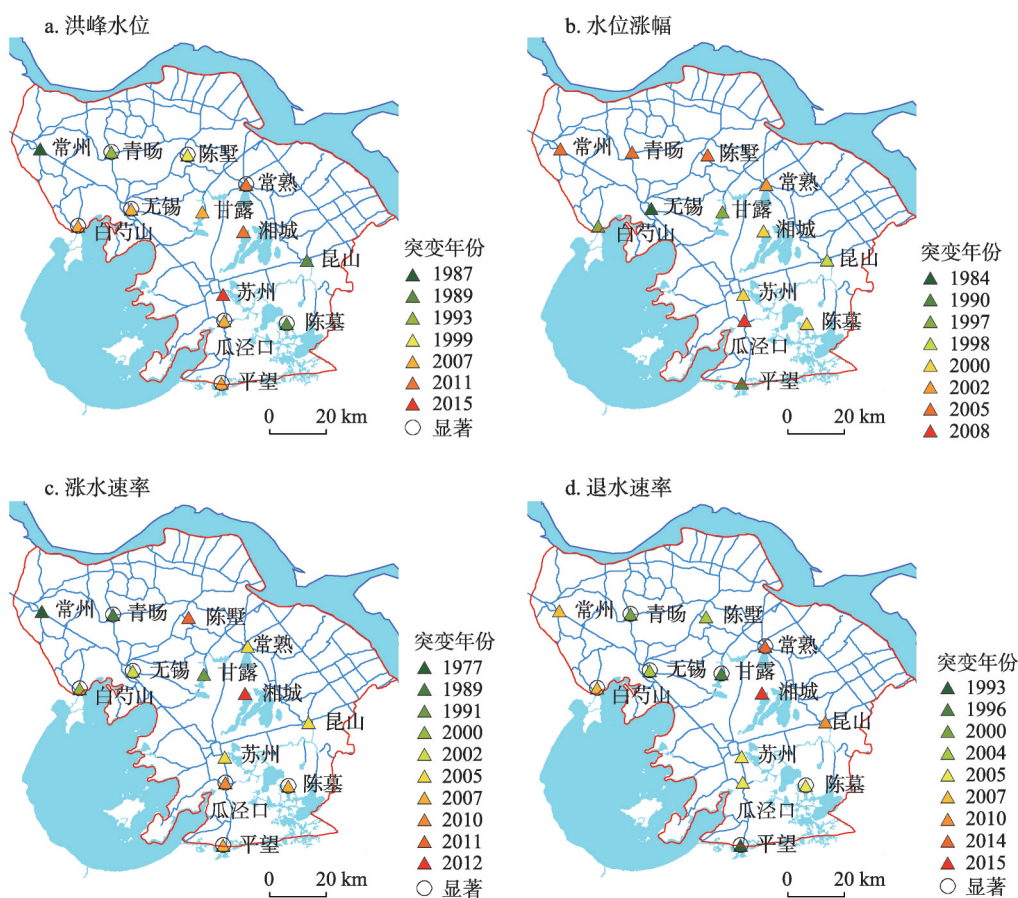 a. 洪峰水位
常州
青旸
陈墅
常熟
无锡
甘露
白芍山
湘城
昆山
苏州
陈墓
瓜泾口
平望
突变年份
1987
1989
1993
1999
2007
2011
2015
显著
0 20 km
b. 水位涨幅
常州
青旸
陈墅
常熟
无锡
甘露
白芍山
湘城
昆山
苏州
陈墓
瓜泾口
平望
突变年份
1984
1990
1997
1998
2000
2002
2005
2008
0 20 km
c. 涨水速率
常州
青旸
陈墅
常熟
无锡
甘露
白芍山
湘城
昆山
苏州
陈墓
瓜泾口
平望
突变年份
1977
1989
1991
2000
2002
2005
2007
2010
2011
2012
显著
0 20 km
d. 退水速率
常州
青旸
陈墅
常熟
无锡
甘露
白芍山
湘城
昆山
苏州
陈墓
瓜泾口
平望
突变年份
1993
1996
2000
2004
2005
2007
2010
2014
2015
显著
0 20 km